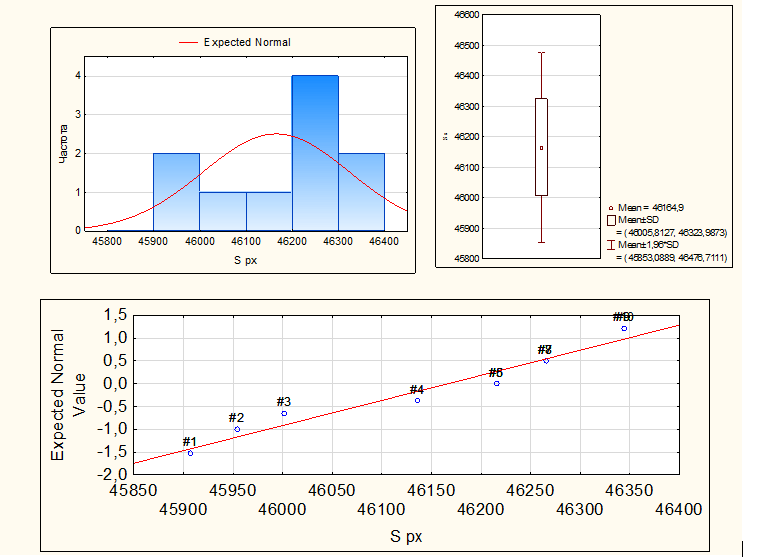 Expected Normal
4
3
2
1
0
Частота
45800 45900 46000 46100 46200 46300 46400
S px
46600
46500
46400
46300
46200
46100
46000
45900
45800
Mean = 46164,9
Mean±SD
= (46005,8127, 46323,9873)
Mean±1,96*SD
= (45853,0889, 46476,7111)
1,5
1,0
0,5
0,0
-0,5
-1,0
-1,5
-2,0
Expected Normal
Value
#1
#2
#3
#4
45850 45950 46050 46150 46250 46350
45900 46000 46100 46200 46300 46400
S px